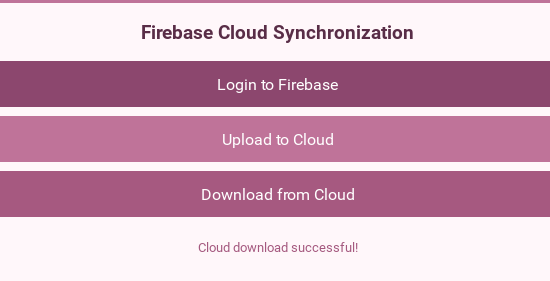 Firebase Cloud Synchronization
Login to Firebase
Upload to Cloud
Download from Cloud
Cloud download successful!